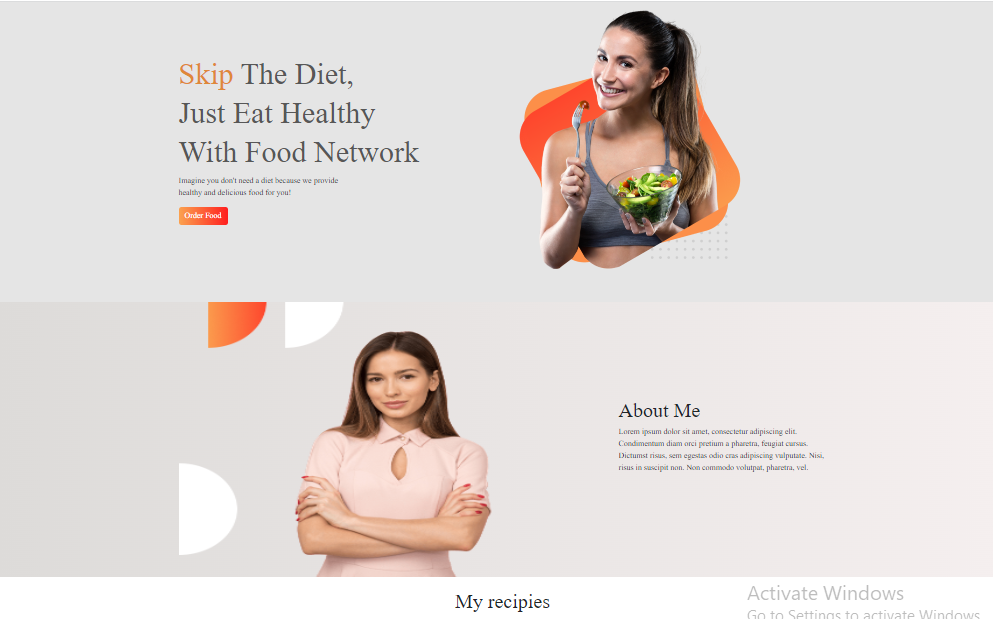 Skip The Diet,
Just Eat Healthy
With Food Network
Imagine you don't need a diet because we provide
healthy and delicious food for you!
Order Food
About Me
Lorem ipsum dolor sit amet, consectetur adipiscing elit.
Condimentum diam orci pretium a pharetra, feugiat cursus.
Dictumst risus, sem egestas odio cras adipiscing vulputate. Nisi,
risus in suscipit non. Non commodo volutpat, pharetra, vel.
My recipies
Activate Windows
Go to Settings to activate Windows.